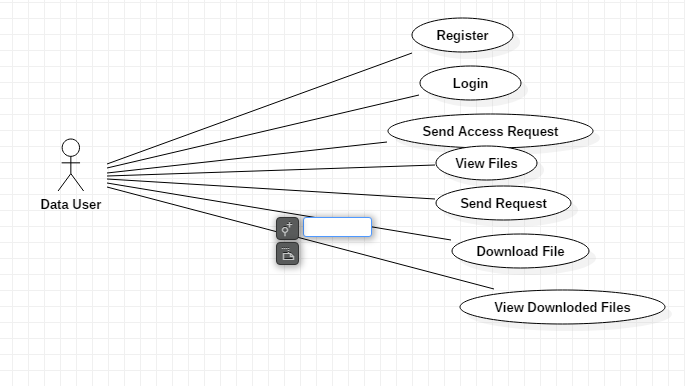 Register
Login
Send Access Request
View Files
Data User
Send Request
Download File
View Downloded Files